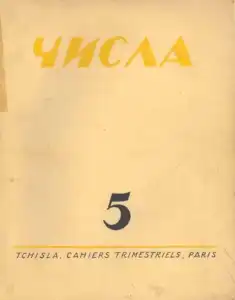 ЧИСЛА
5
TCHISLA, CAHIERS TRIMESTRIELS, PARIS